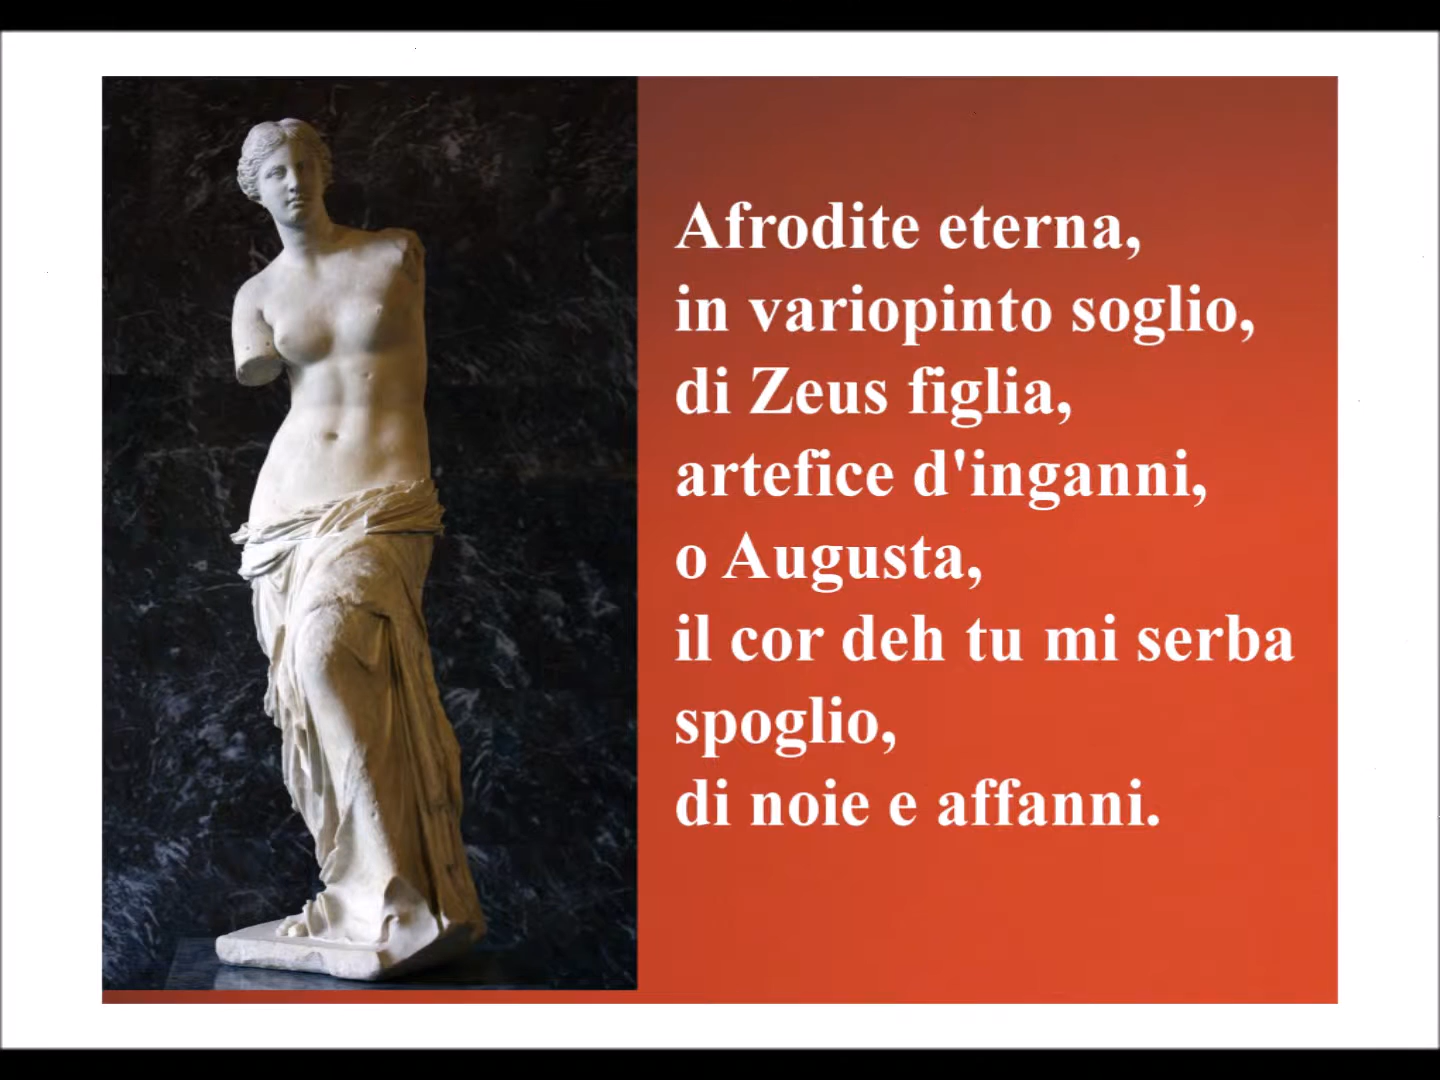 Afrodite eterna,
in variopinto soglio,
di Zeus figlia,
artefice d'inganni,
o Augusta,
il cor deh tu mi serba
spoglio,
di noie e affanni.